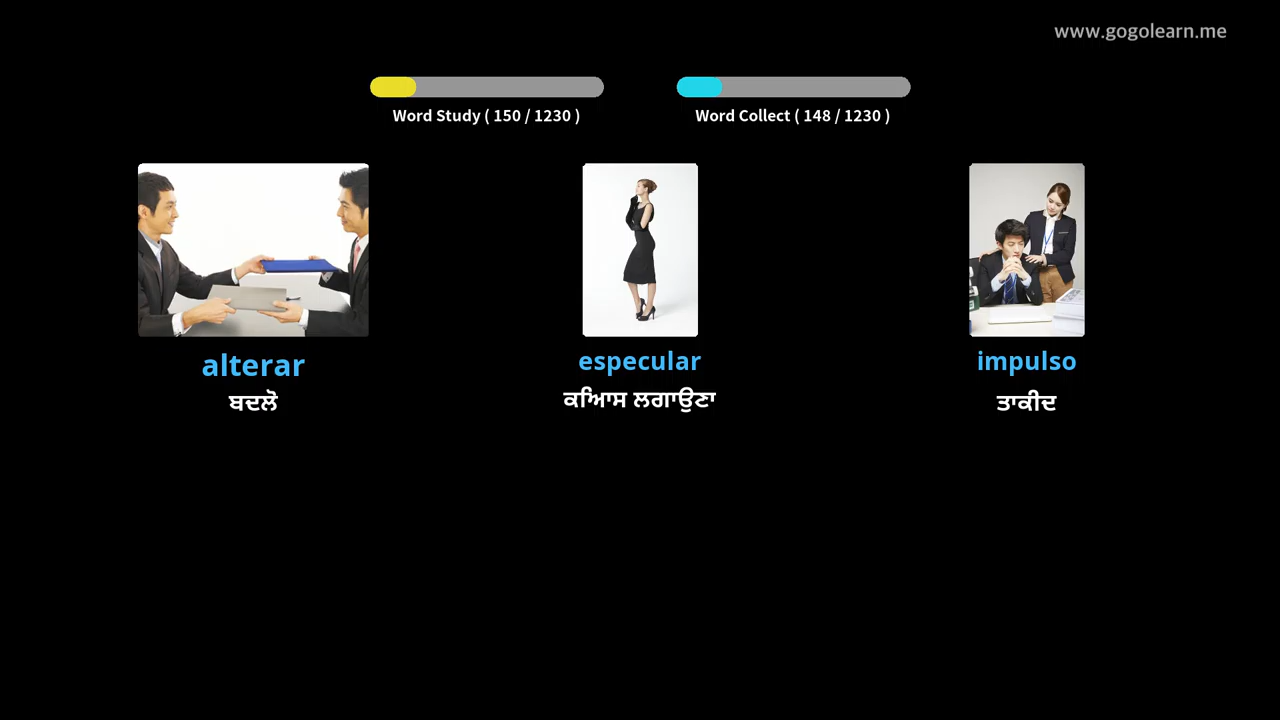 www.gogolearn.me
Word Study ( 150 / 1230 )
Word Collect ( 148 / 1230 )
alterar
ਬਦਲੋ
especular
ਕਆਿਸ ਲਗਾਉਣਾ
impulso
ਤਾਕੀਦ